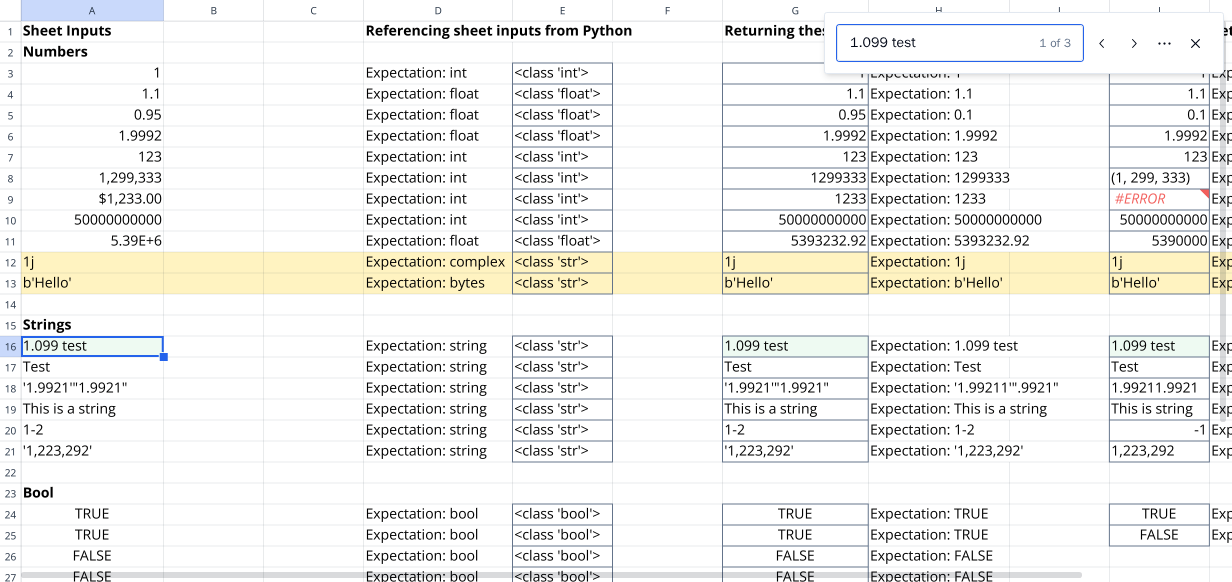 A B C D E F G H I J
1.099 test 1 of 3
1 Sheet Inputs Referencing sheet inputs from Python Returning thes
2 Numbers
3 1 Expectation: int <class 'int'> 1 Expectation: 1 1
4 1.1 Expectation: float <class 'float'> 1.1 Expectation: 1.1 1.1 Exp
5 0.95 Expectation: float <class 'float'> 0.95 Expectation: 0.1 0.1 Exp
6 1.9992 Expectation: float <class 'float'> 1.9992 Expectation: 1.9992 1.9992 Exp
7 123 Expectation: int <class 'int'> 123 Expectation: 123 123 Exp
8 1,299,333 Expectation: int <class 'int'> 1299333 Expectation: 1299333 (1, 299, 333) Exp
9 $1,233.00 Expectation: int <class 'int'> 1233 Expectation: 1233 #ERROR Exp
10 50000000000 Expectation: int <class 'int'> 50000000000 Expectation: 50000000000 50000000000 Exp
11 5.39E+6 Expectation: float <class 'float'> 5393232.92 Expectation: 5393232.92 5390000 Exp
12 1j Expectation: complex <class 'str'> 1j Expectation: 1j 1j Exp
13 b'Hello' Expectation: bytes <class 'str'> b'Hello' Expectation: b'Hello' b'Hello' Exp
14
15 Strings
16 1.099 test Expectation: string <class 'str'> 1.099 test Expectation: 1.099 test 1.099 test Exp
17 Test Expectation: string <class 'str'> Test Expectation: Test Test Exp
18 '1.9921'"1.9921" Expectation: string <class 'str'> '1.9921'"1.9921" Expectation: '1.99211'".9921" 1.99211.9921 Exp
19 This is a string Expectation: string <class 'str'> This is a string Expectation: This is a string This is string Exp
20 1-2 Expectation: string <class 'str'> 1-2 Expectation: 1-2 -1 Exp
21 '1,223,292' Expectation: string <class 'str'> '1,223,292' Expectation: '1,223,292' 1,223,292 Exp
22
23 Bool
24 TRUE Expectation: bool <class 'bool'> TRUE Expectation: TRUE TRUE Exp
25 TRUE Expectation: bool <class 'bool'> TRUE Expectation: TRUE FALSE Exp
26 FALSE Expectation: bool <class 'bool'> FALSE Expectation: FALSE
27 FALSE Expectation: bool <class 'bool'> FALSE Expectation: FALSE